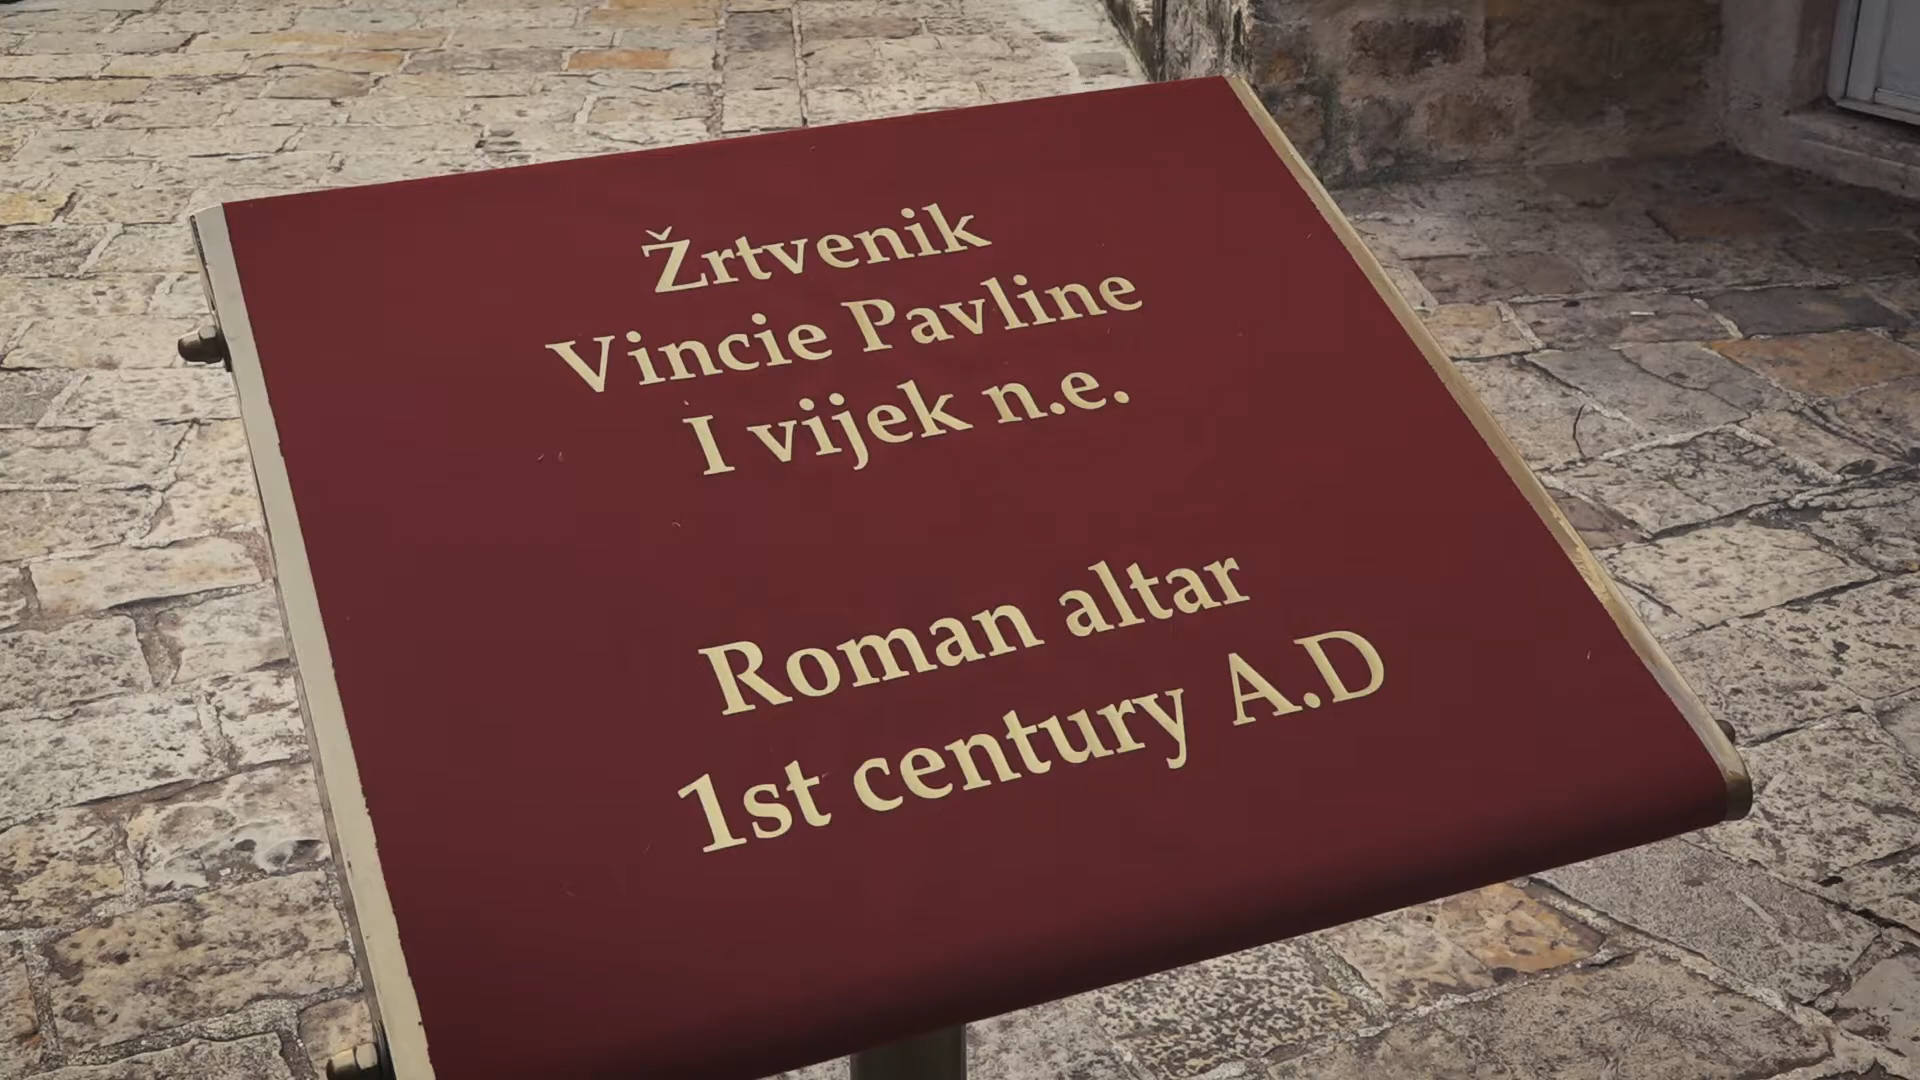 Žrtvenik
Vincie Pavline
I vijek n.e.
Roman altar
1st century A.D